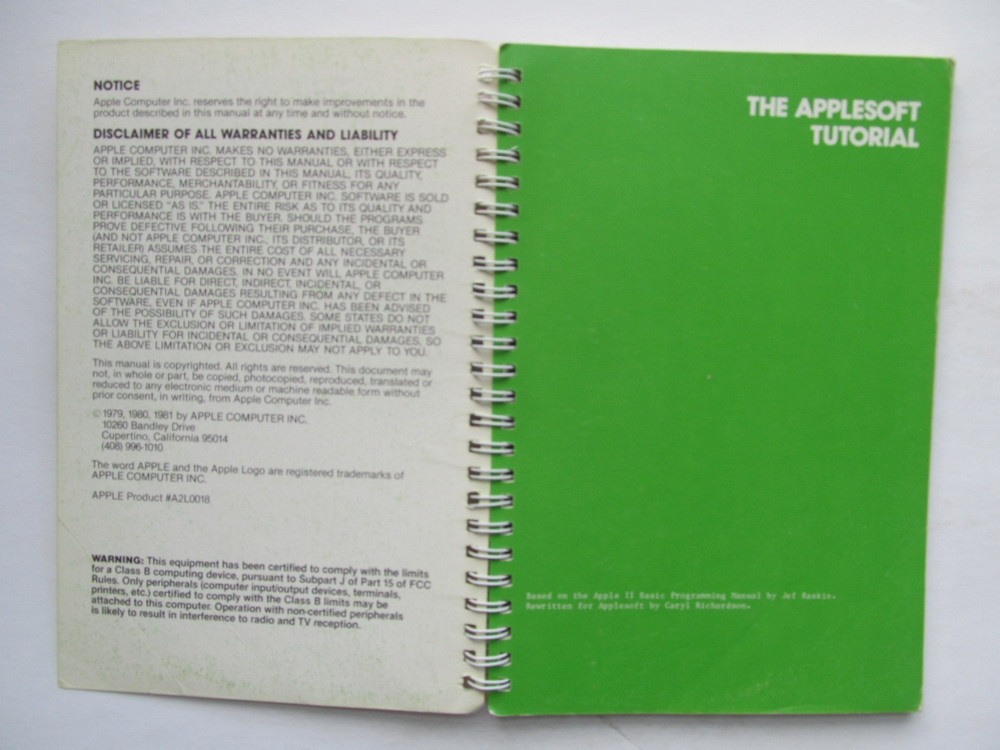 NOTICE
Apple Computer Inc. reserves the right to make improvements in the
product described in this manual at any time and without notice.
DISCLAIMER OF ALL WARRANTIES AND LIABILITY
APPLE COMPUTER INC. MAKES NO WARRANTIES, EITHER EXPRESS
OR IMPLIED, WITH RESPECT TO THIS MANUAL OR WITH RESPECT
TO THE SOFTWARE DESCRIBED IN THIS MANUAL, ITS QUALITY,
PERFORMANCE, MERCHANTABILITY, OR FITNESS FOR ANY
PARTICULAR PURPOSE. APPLE COMPUTER INC. SOFTWARE IS SOLD
OR LICENSED "AS IS." THE ENTIRE RISK AS TO ITS QUALITY AND
PERFORMANCE IS WITH THE BUYER. SHOULD THE PROGRAMS
PROVE DEFECTIVE FOLLOWING THEIR PURCHASE, THE BUYER
(AND NOT APPLE COMPUTER INC., ITS DISTRIBUTOR, OR ITS
RETAILER) ASSUMES THE ENTIRE COST OF ALL NECESSARY
SERVICING, REPAIR, OR CORRECTION AND ANY INCIDENTAL OR
CONSEQUENTIAL DAMAGES. IN NO EVENT WILL APPLE COMPUTER
INC. BE LIABLE FOR DIRECT, INDIRECT, INCIDENTAL, OR
CONSEQUENTIAL DAMAGES RESULTING FROM ANY DEFECT IN THE
SOFTWARE, EVEN IF APPLE COMPUTER INC. HAS BEEN ADVISED
OF THE POSSIBILITY OF SUCH DAMAGES. SOME STATES DO NOT
ALLOW THE EXCLUSION OR LIMITATION OF IMPLIED WARRANTIES
OR LIABILITY FOR INCIDENTAL OR CONSEQUENTIAL DAMAGES, SO
THE ABOVE LIMITATION OR EXCLUSION MAY NOT APPLY TO YOU.
This manual is copyrighted. All rights are reserved. This document may
not, in whole or part, be copied, photocopied, reproduced, translated or
reduced to any electronic medium or machine readable form without
prior consent, in writing, from Apple Computer Inc.
© 1979, 1980, 1981 by APPLE COMPUTER INC.
10260 Bandley Drive
Cupertino, California 95014
(408) 996-1010
The word APPLE and the Apple Logo are registered trademarks of
APPLE COMPUTER INC.
APPLE Product #A2L0018
WARNING: This equipment has been certified to comply with the limits
for a Class B computing device, pursuant to Subpart J of Part 15 of FCC
Rules. Only peripherals (computer input/output devices, terminals,
printers, etc.) certified to comply with the Class B limits may be
attached to this computer. Operation with non-certified peripherals
is likely to result in interference to radio and TV reception.
THE APPLESOFT
TUTORIAL
Based on the Apple II Basic Programming Manual by Jef Raskin.
Rewritten for Applesoft by Caryl Richardson.